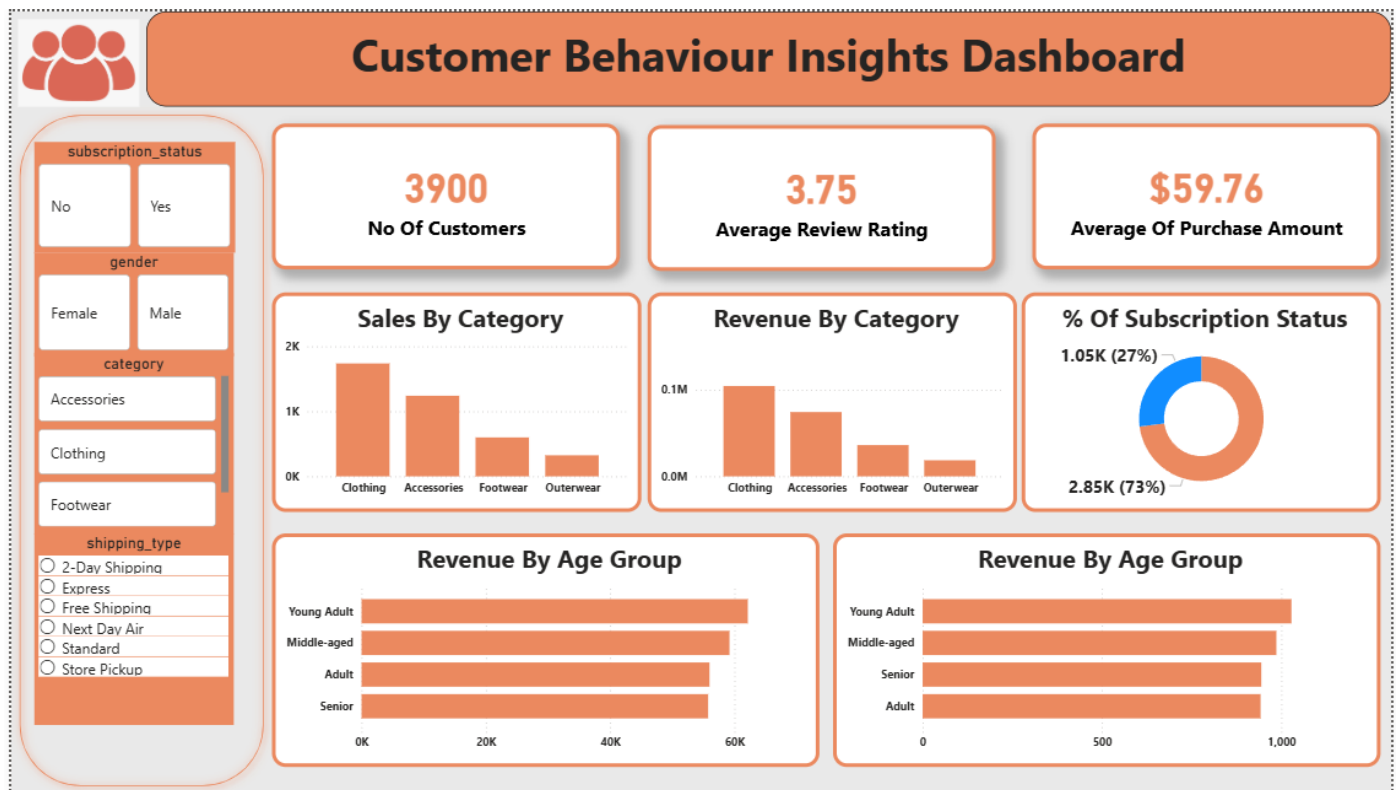 Customer Behaviour Insights Dashboard
subscription_status
No Yes
gender
Female Male
category
Accessories
Clothing
Footwear
shipping_type
2-Day Shipping
Express
Free Shipping
Next Day Air
Standard
Store Pickup
3900
No Of Customers
3.75
Average Review Rating
$59.76
Average Of Purchase Amount
Sales By Category
2K
1K
0K
Clothing Accessories Footwear Outerwear
Revenue By Category
0.1M
0.0M
Clothing Accessories Footwear Outerwear
% Of Subscription Status
1.05K (27%)
2.85K (73%)
Revenue By Age Group
Young Adult
Middle-aged
Adult
Senior
0K 20K 40K 60K
Revenue By Age Group
Young Adult
Middle-aged
Senior
Adult
0 500 1,000